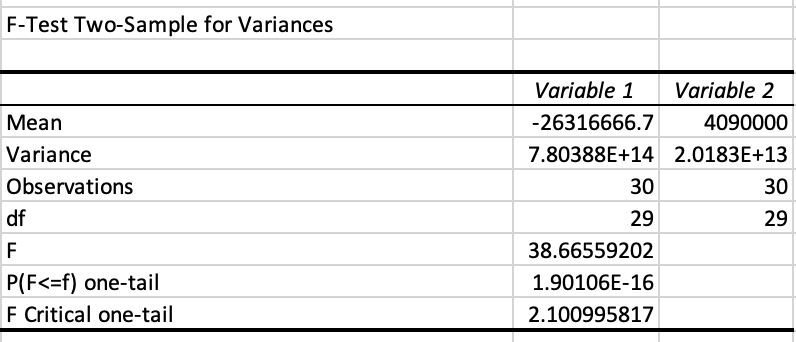 F-Test Two-Sample for Variances
Variable 1 Variable 2
Mean -26316666.7 4090000
Variance 7.80388E+14 2.0183E+13
Observations 30 30
df 29 29
F 38.66559202
P(F<=f) one-tail 1.90106E-16
F Critical one-tail 2.100995817